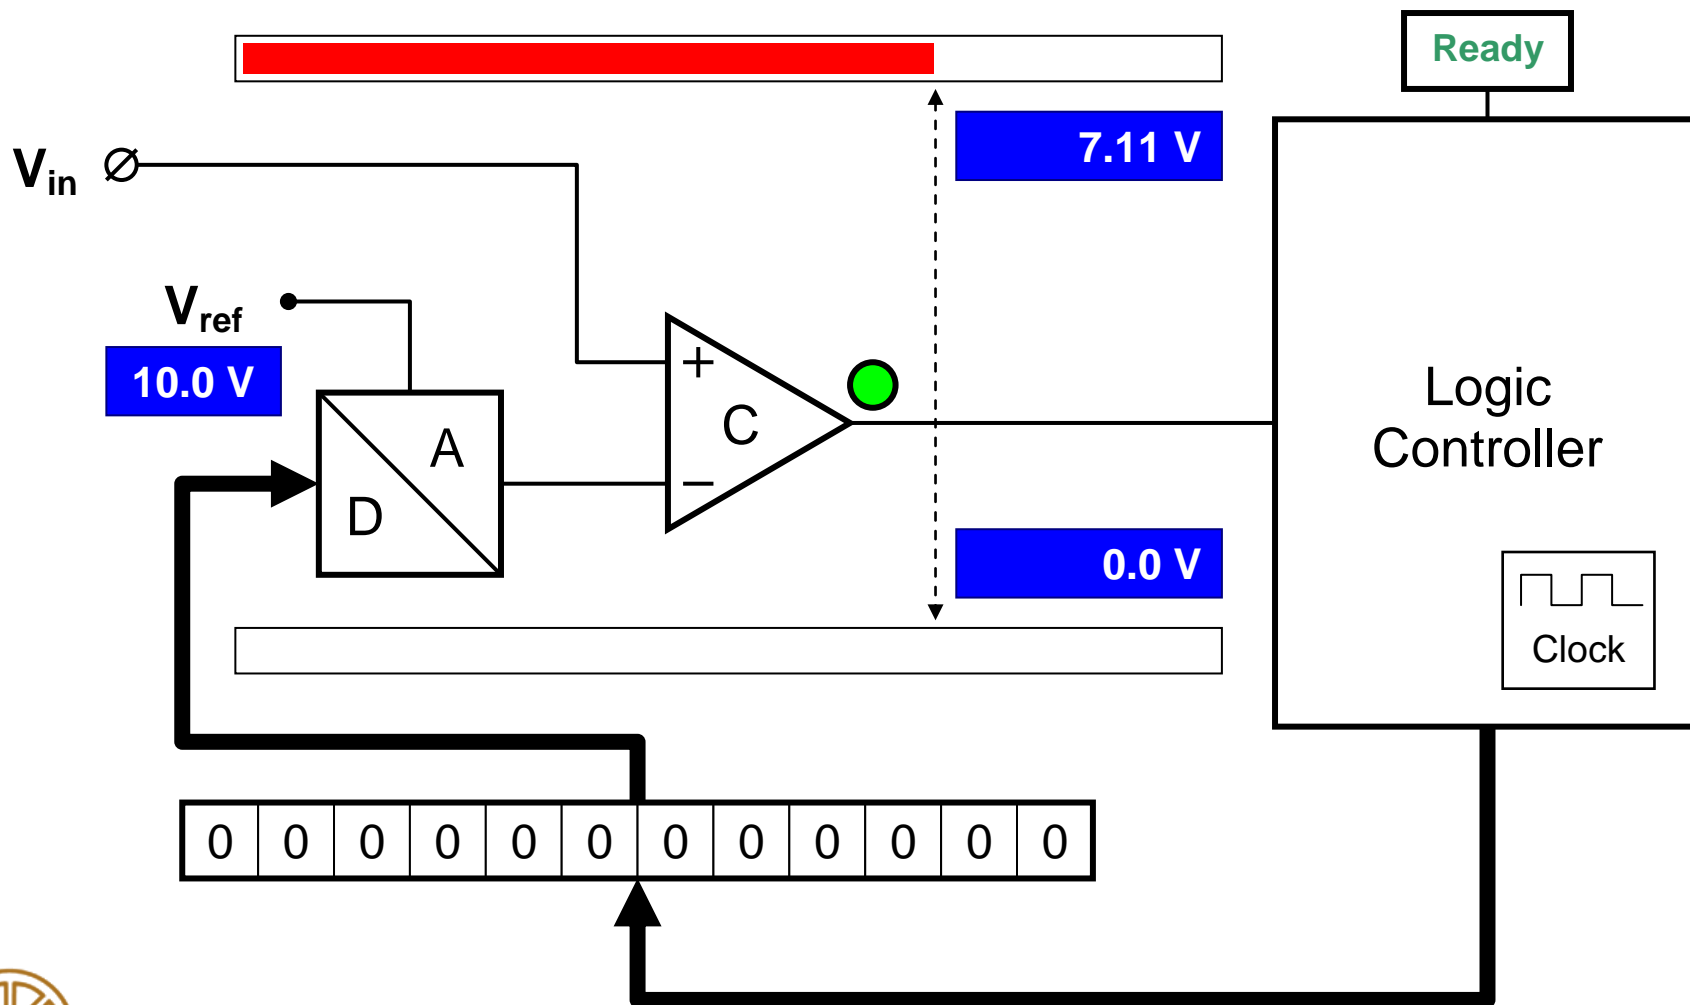 Ready
7.11 V
Vin
Vref
10.0 V
+
A
D
C
−
Logic
Controller
0.0 V
Clock
0 0 0 0 0 0 0 0 0 0 0 0